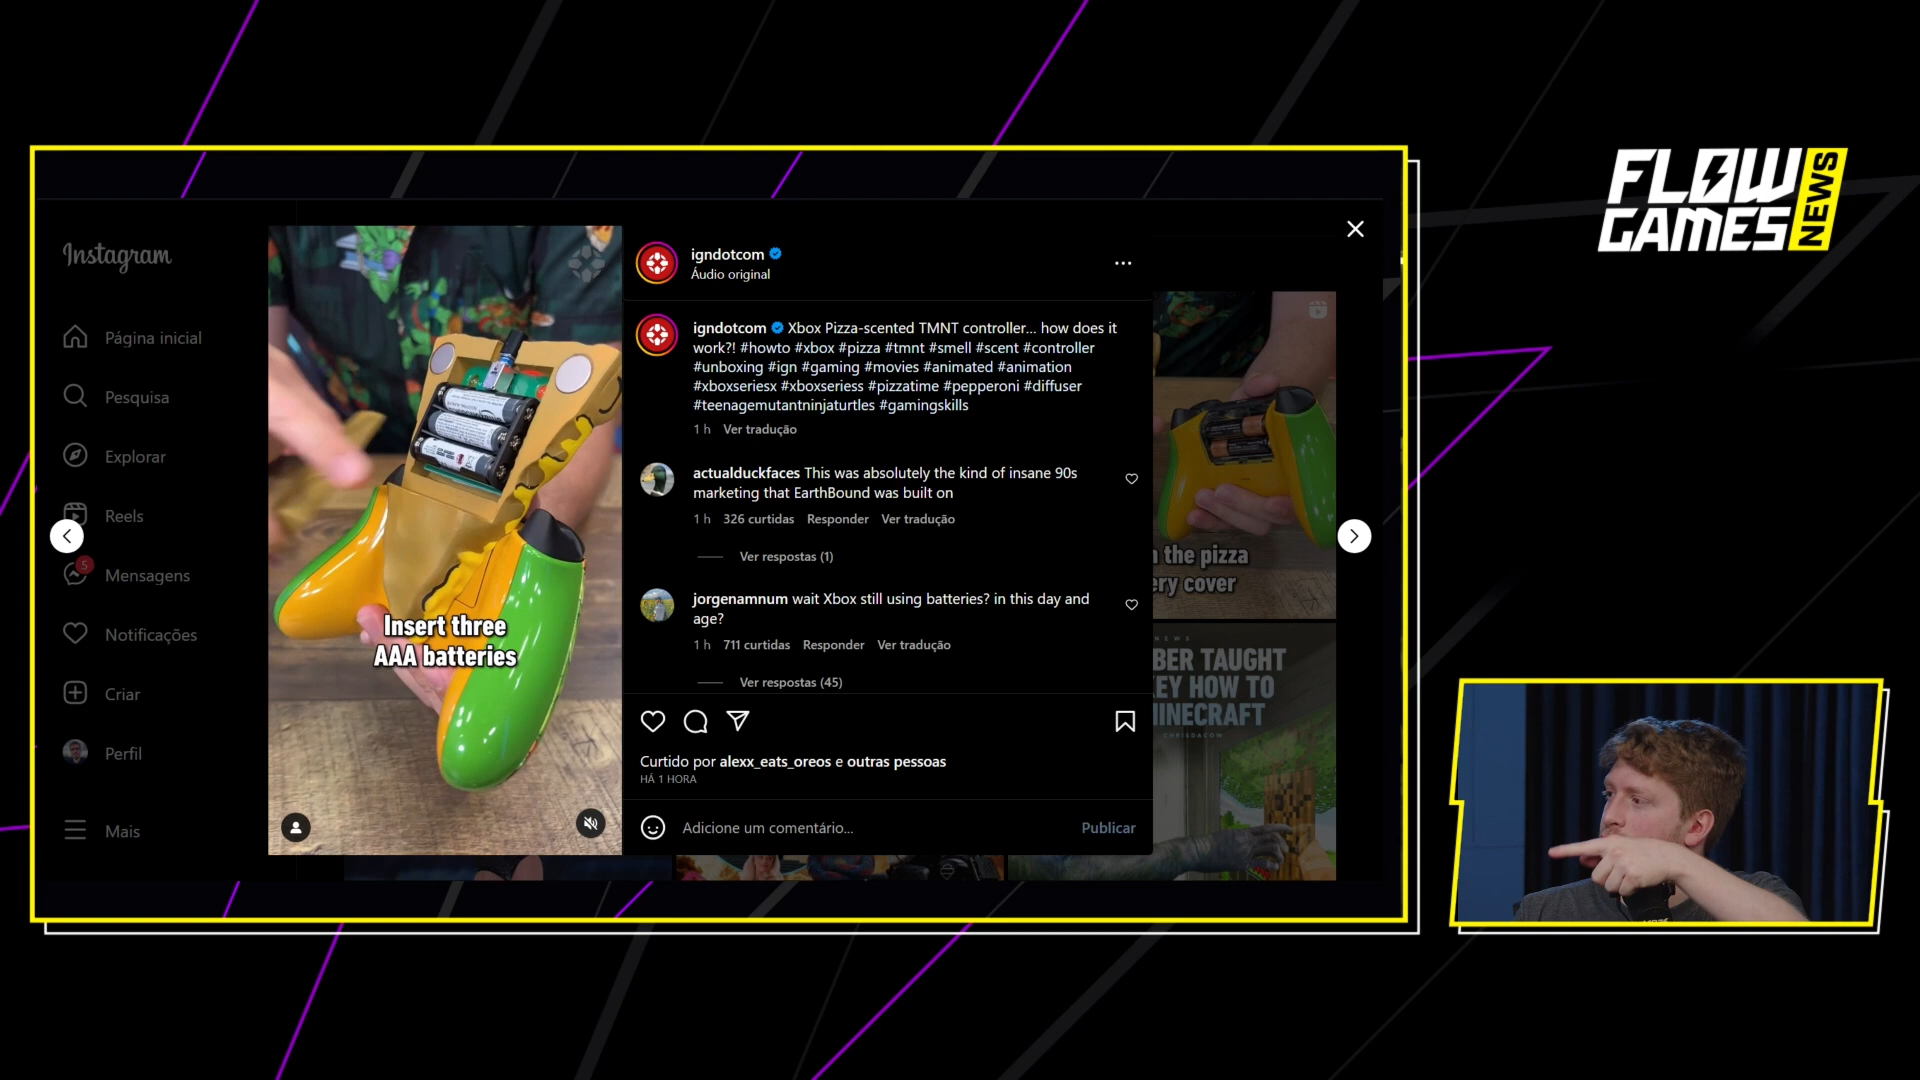 FLOW
GAMES
NEWS
Instagram
Página inicial
Pesquisa
Explorar
Reels
5
Mensagens
Notificações
Criar
Perfil
Mais
Insert three
AAA batteries
igndotcom
Áudio original
igndotcom Xbox Pizza-scented TMNT controller... how does it
work?! #howto #xbox #pizza #tmnt #smell #scent #controller
#unboxing #ign #gaming #movies #animated #animation
#xboxseriesx #xboxseriess #pizzatime #pepperoni #diffuser
#teenagemutantninjaturtles #gamingskills
1 h Ver tradução
actualduckfaces This was absolutely the kind of insane 90s
marketing that EarthBound was built on
1 h 326 curtidas Responder Ver tradução
Ver respostas (1)
jorgenamnum wait Xbox still using batteries? in this day and
age?
1 h 711 curtidas Responder Ver tradução
Ver respostas (45)
Curtido por alexx_eats_oreos e outras pessoas
HÁ 1 HORA
Adicione um comentário...
Publicar
the pizza
ery cover
NEWS
BER TAUGHT
EY HOW TO
INECRAFT
CHRISDACOW